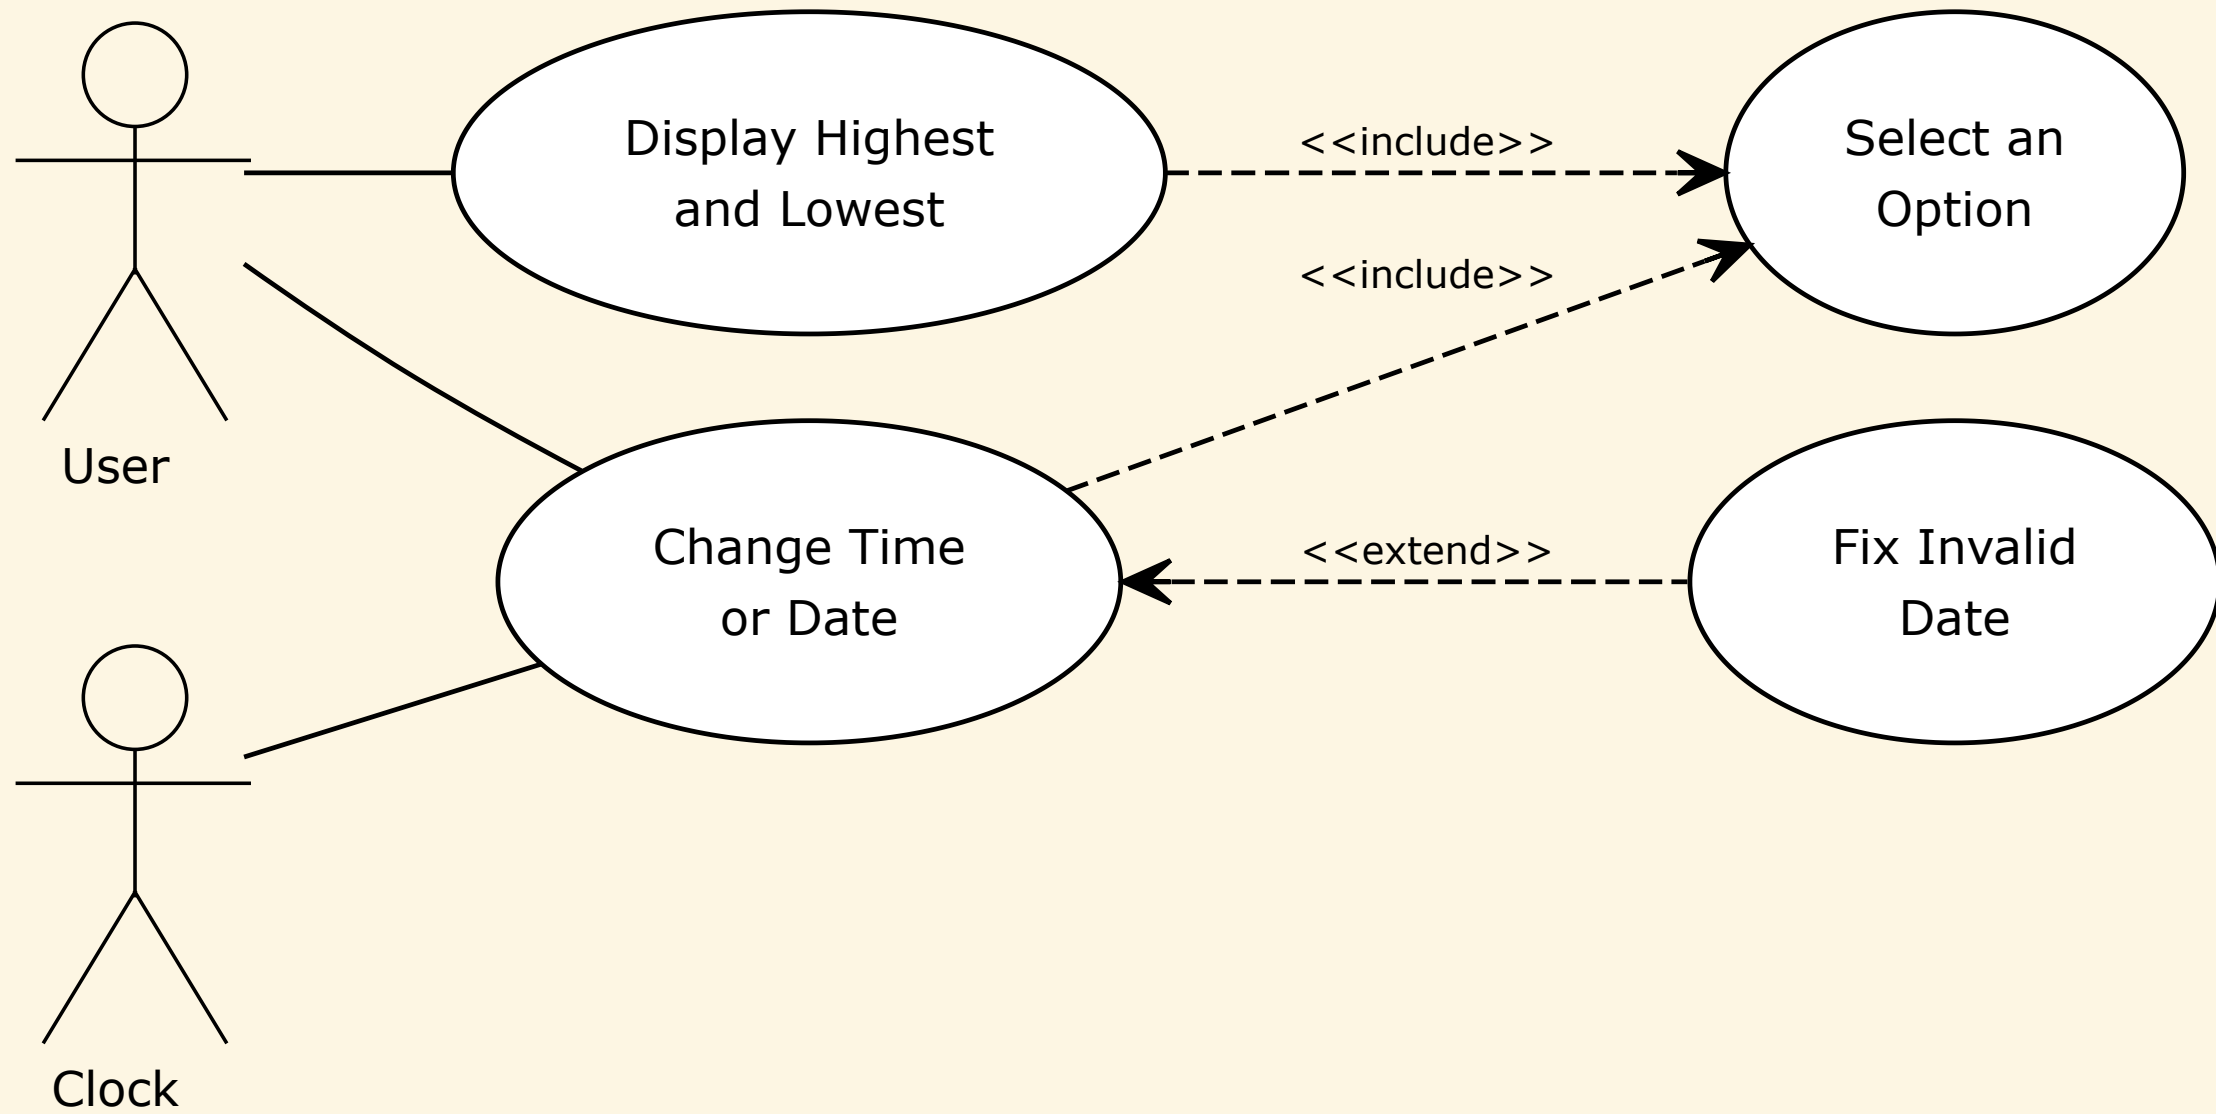 Display Highest
and Lowest
<<include>>
Select an
Option
<<include>>
User
Change Time
or Date
<<extend>>
Fix Invalid
Date
Clock